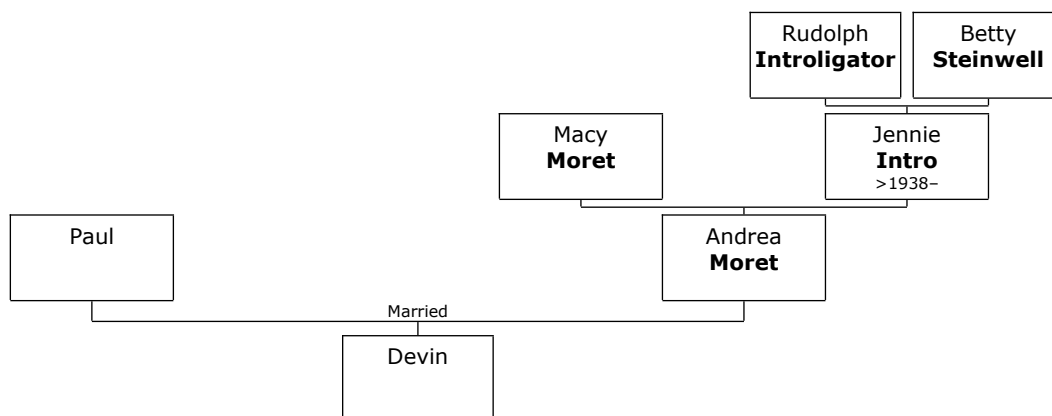 Rudolph
Introligator
Betty
Steinwell
Macy
Moret
Jennie
Intro
>1938–
Paul
Andrea
Moret
Married
Devin